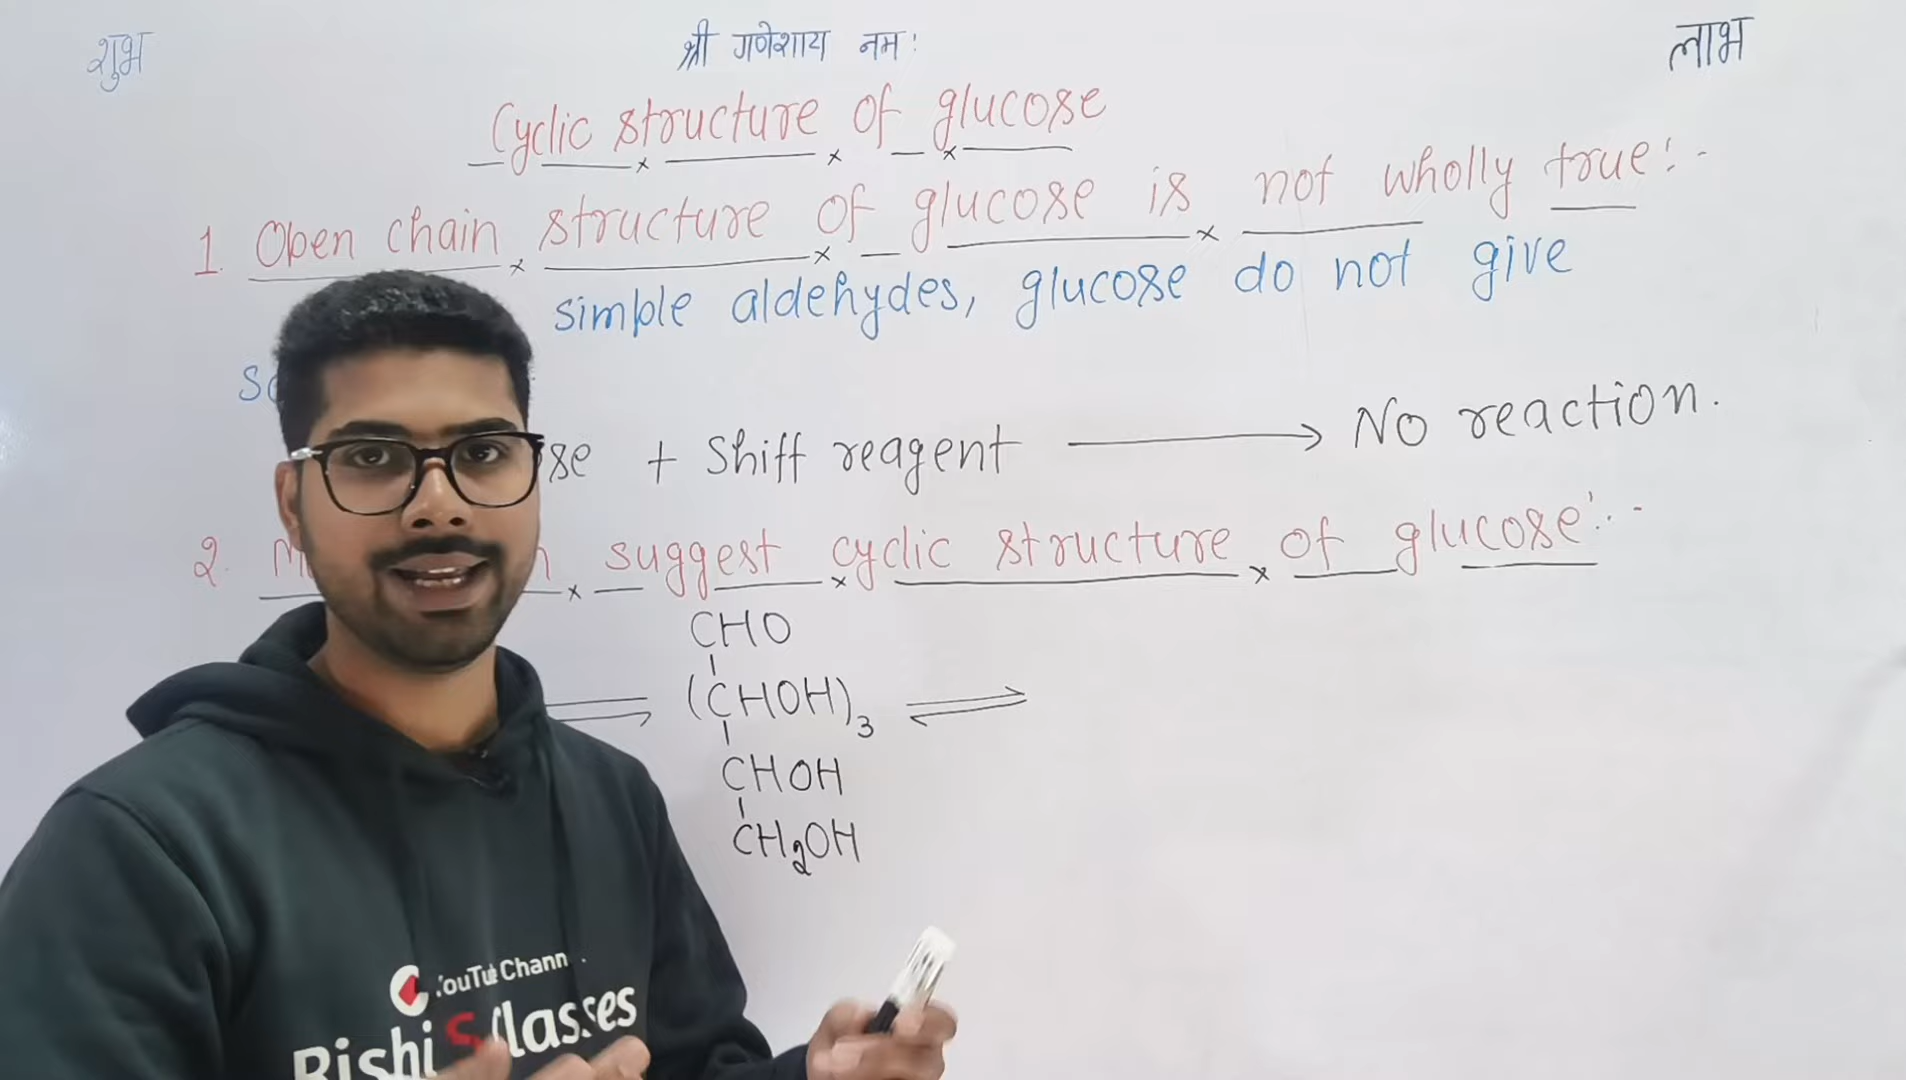 शुभ श्री गणेशाय नमः लाभ
Cyclic structure of glucose
1. Open chain structure of glucose is not wholly true:-
simple aldehydes, glucose do not give
+ Shiff reagent → No reaction.
2. suggest cyclic structure of glucose:-
CHO
(CHOH)3 ⇌
CHOH
CH2OH
YouTube Chann
Rishi Classes